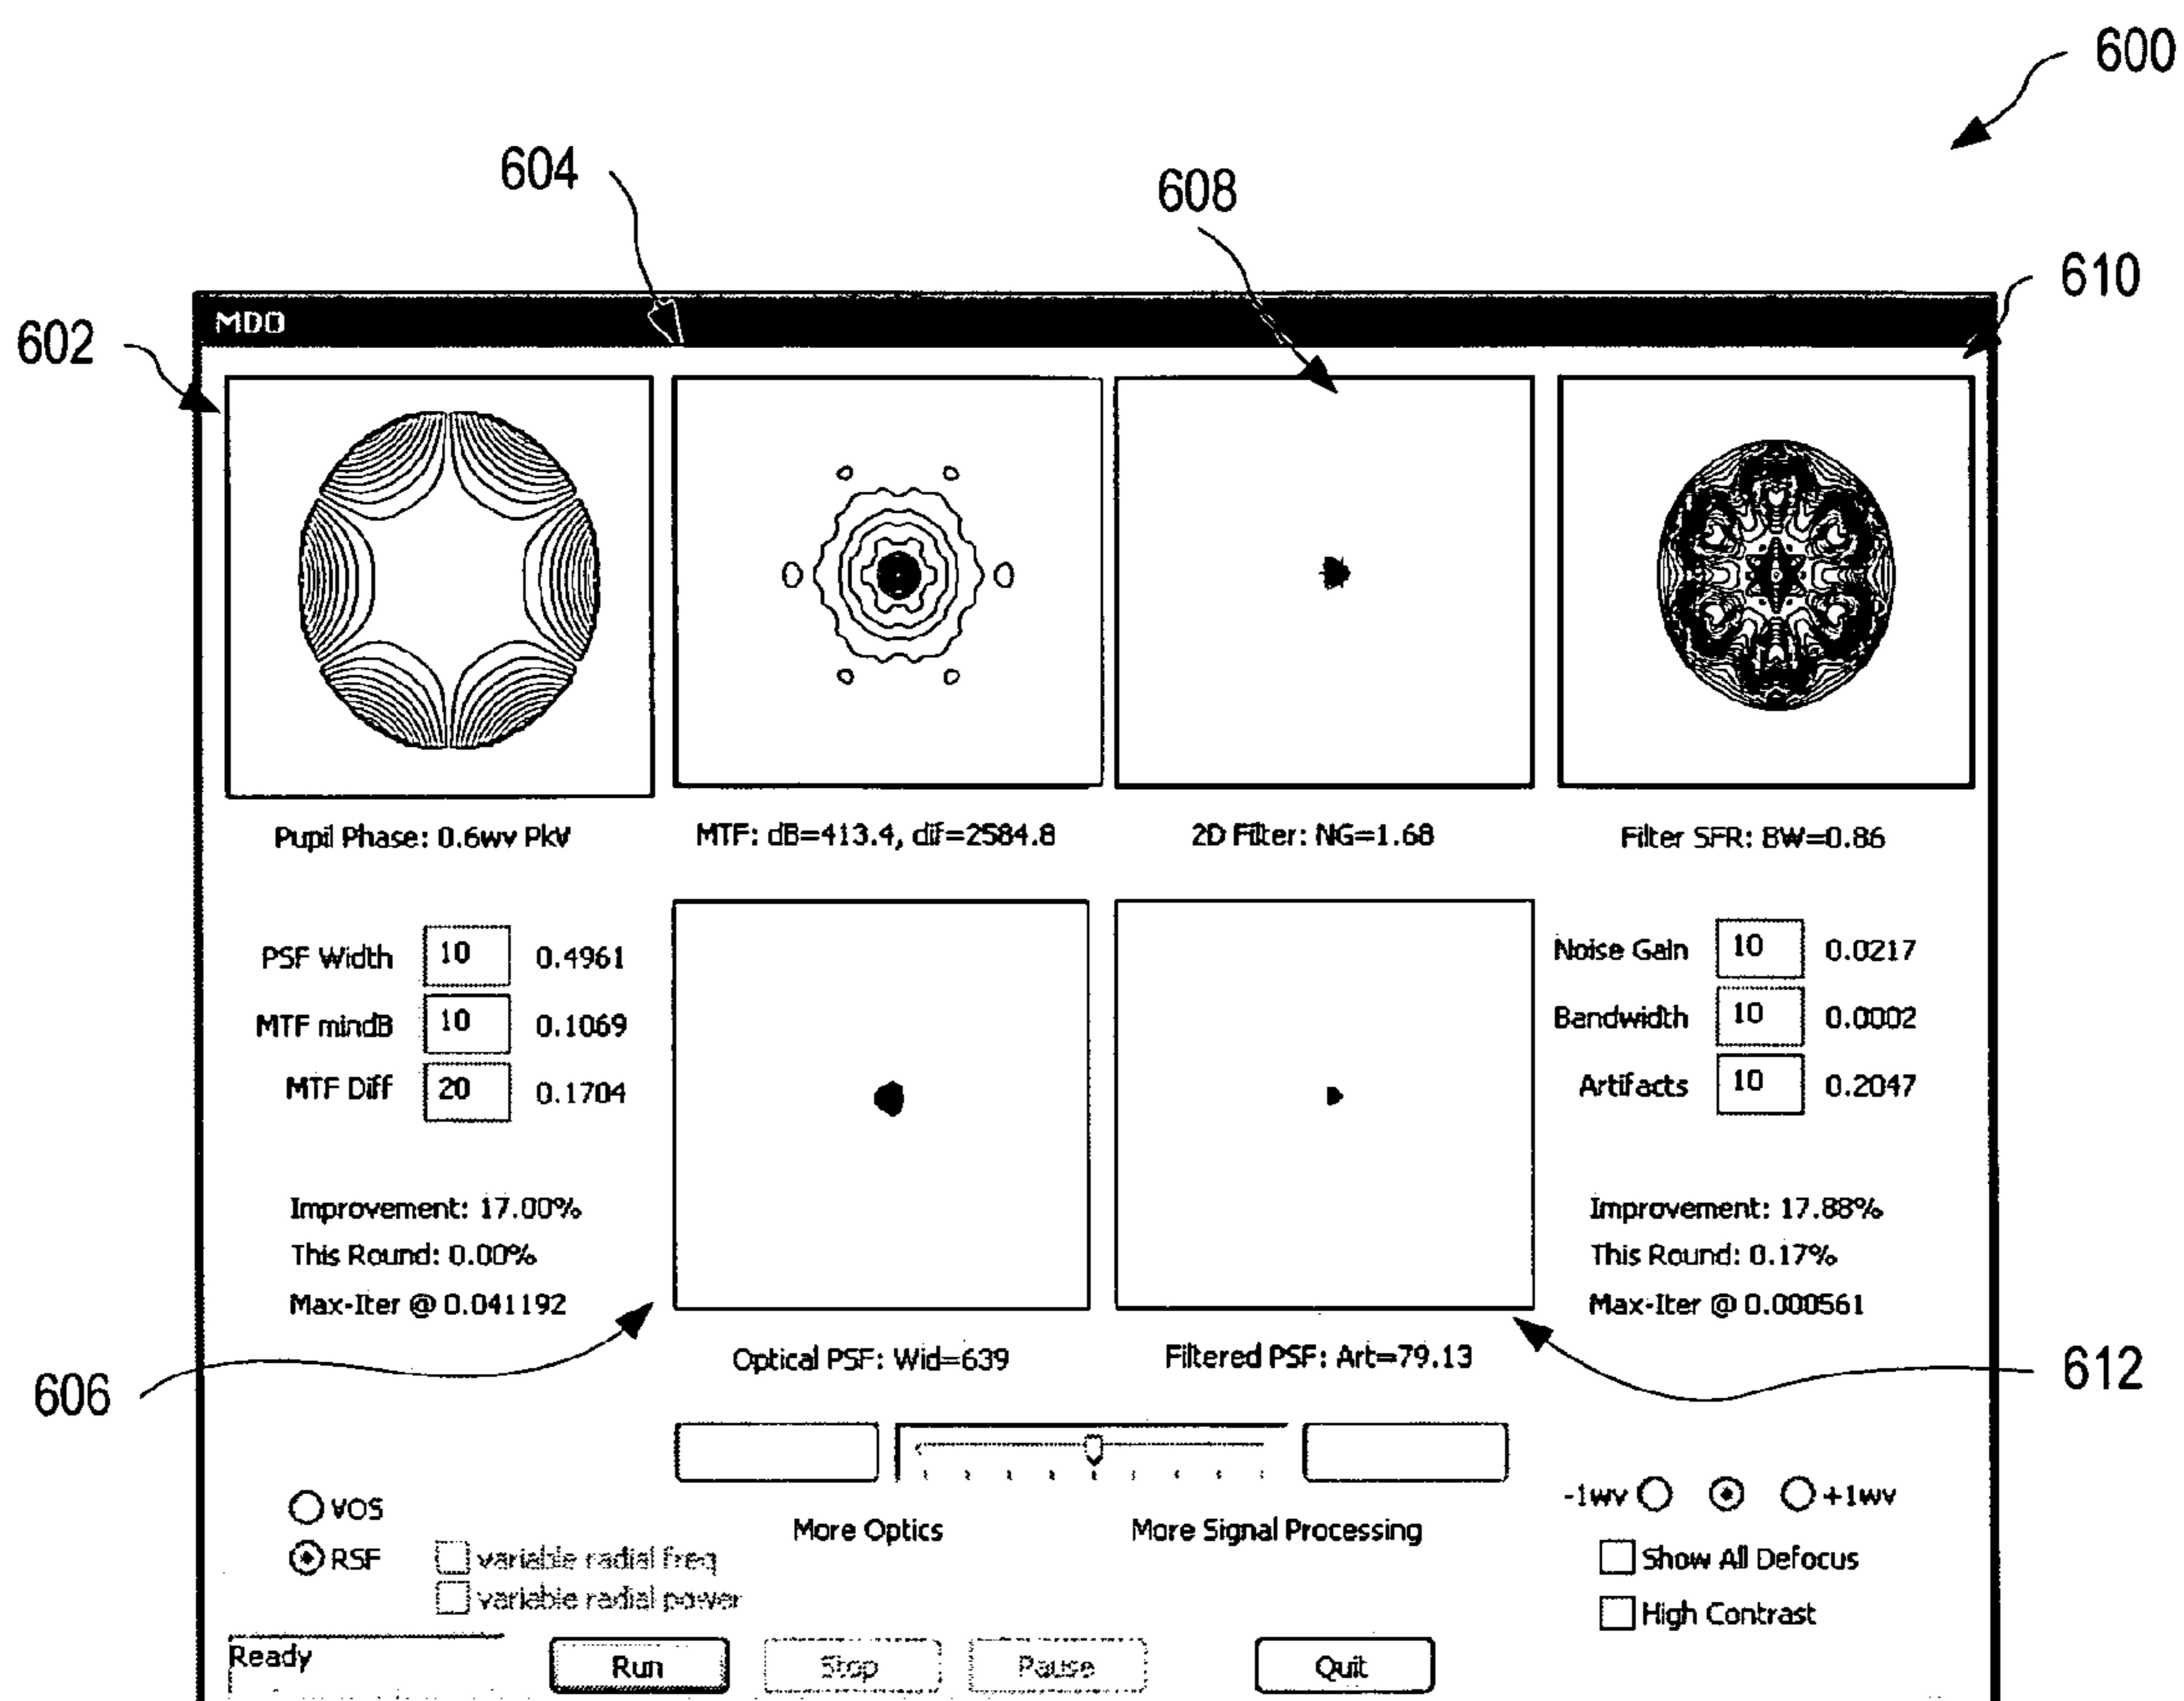 600
604
608
610
602
MDO
Pupil Phase: 0.6wv PkV
MTF: dB=413.4, dif=2584.8
2D Filter: NG=1.68
Filter SFR: BW=0.86
PSF Width 10 0.4961
MTF mindB 10 0.1069
MTF Diff 20 0.1704
Noise Gain 10 0.0217
Bandwidth 10 0.0002
Artifacts 10 0.2047
Improvement: 17.00%
This Round: 0.00%
Max-Iter @ 0.041192
Improvement: 17.88%
This Round: 0.17%
Max-Iter @ 0.000561
Optical PSF: Wid=639
Filtered PSF: Art=79.13
606
612
More Optics
More Signal Processing
VOS
RSF
variable radial freq
variable radial power
-1wv
+1wv
Show All Defocus
High Contrast
Ready
Run
Stop
Pause
Quit